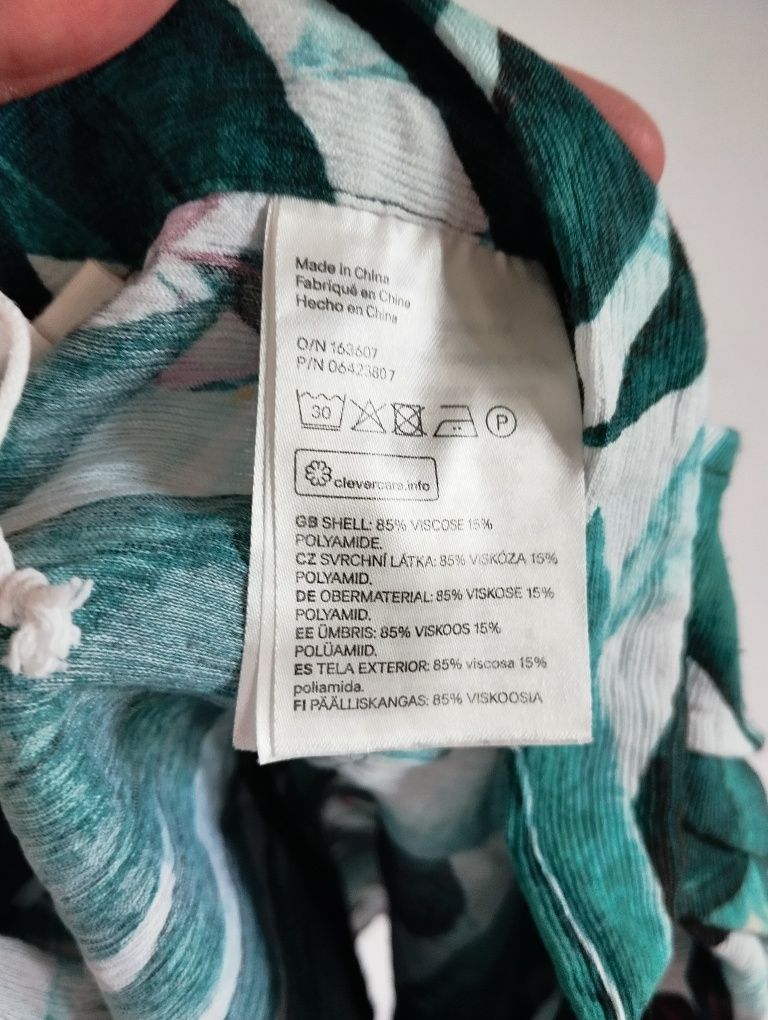 Made in China
Fabriqué en Chine
Hecho en China
O/N 163607
P/N 06423807
30 P
clevercare.info
GB SHELL: 85% VISCOSE 15%
POLYAMIDE.
CZ SVRCHNÍ LÁTKA: 85% VISKÓZA 15%
POLYAMID.
DE OBERMATERIAL: 85% VISKOSE 15%
POLYAMID.
EE ÜMBRIS: 85% VISKOOS 15%
POLÜAMIID.
ES TELA EXTERIOR: 85% viscosa 15%
poliamida.
FI PÄÄLLISKANGAS: 85% VISKOOSIA